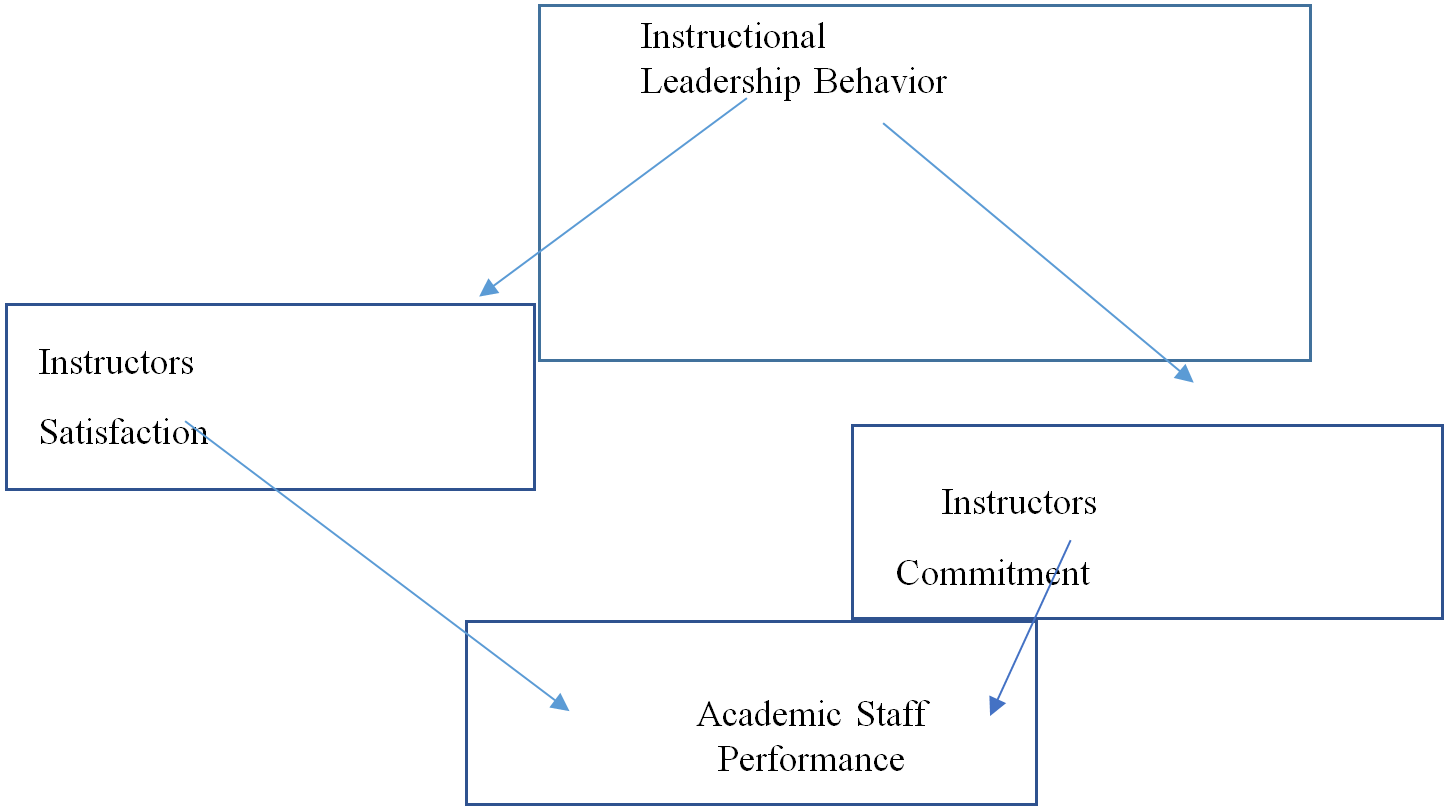 Instructional
Leadership Behavior
Instructors
Satisfaction
Instructors
Commitment
Academic Staff
Performance